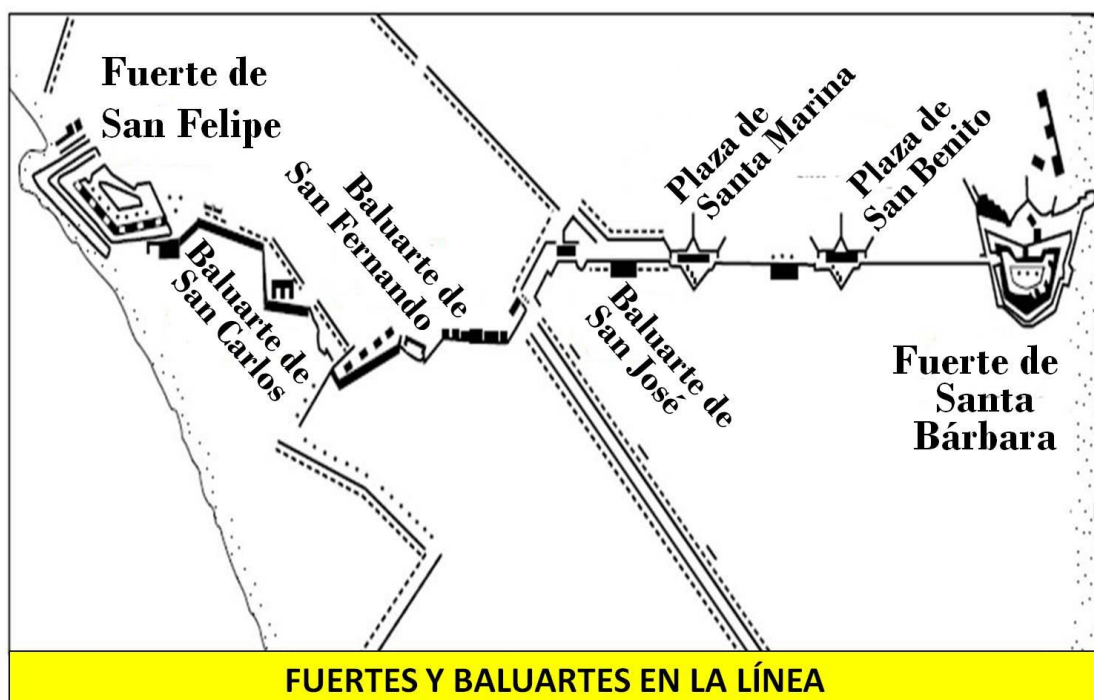 Fuerte de
San Felipe
Baluarte de
San Carlos
Baluarte de
San Fernando
Baluarte de
San José
Plaza de
Santa Marina
Plaza de
San Benito
Fuerte de
Santa
Bárbara
FUERTES Y BALUARTES EN LA LÍNEA